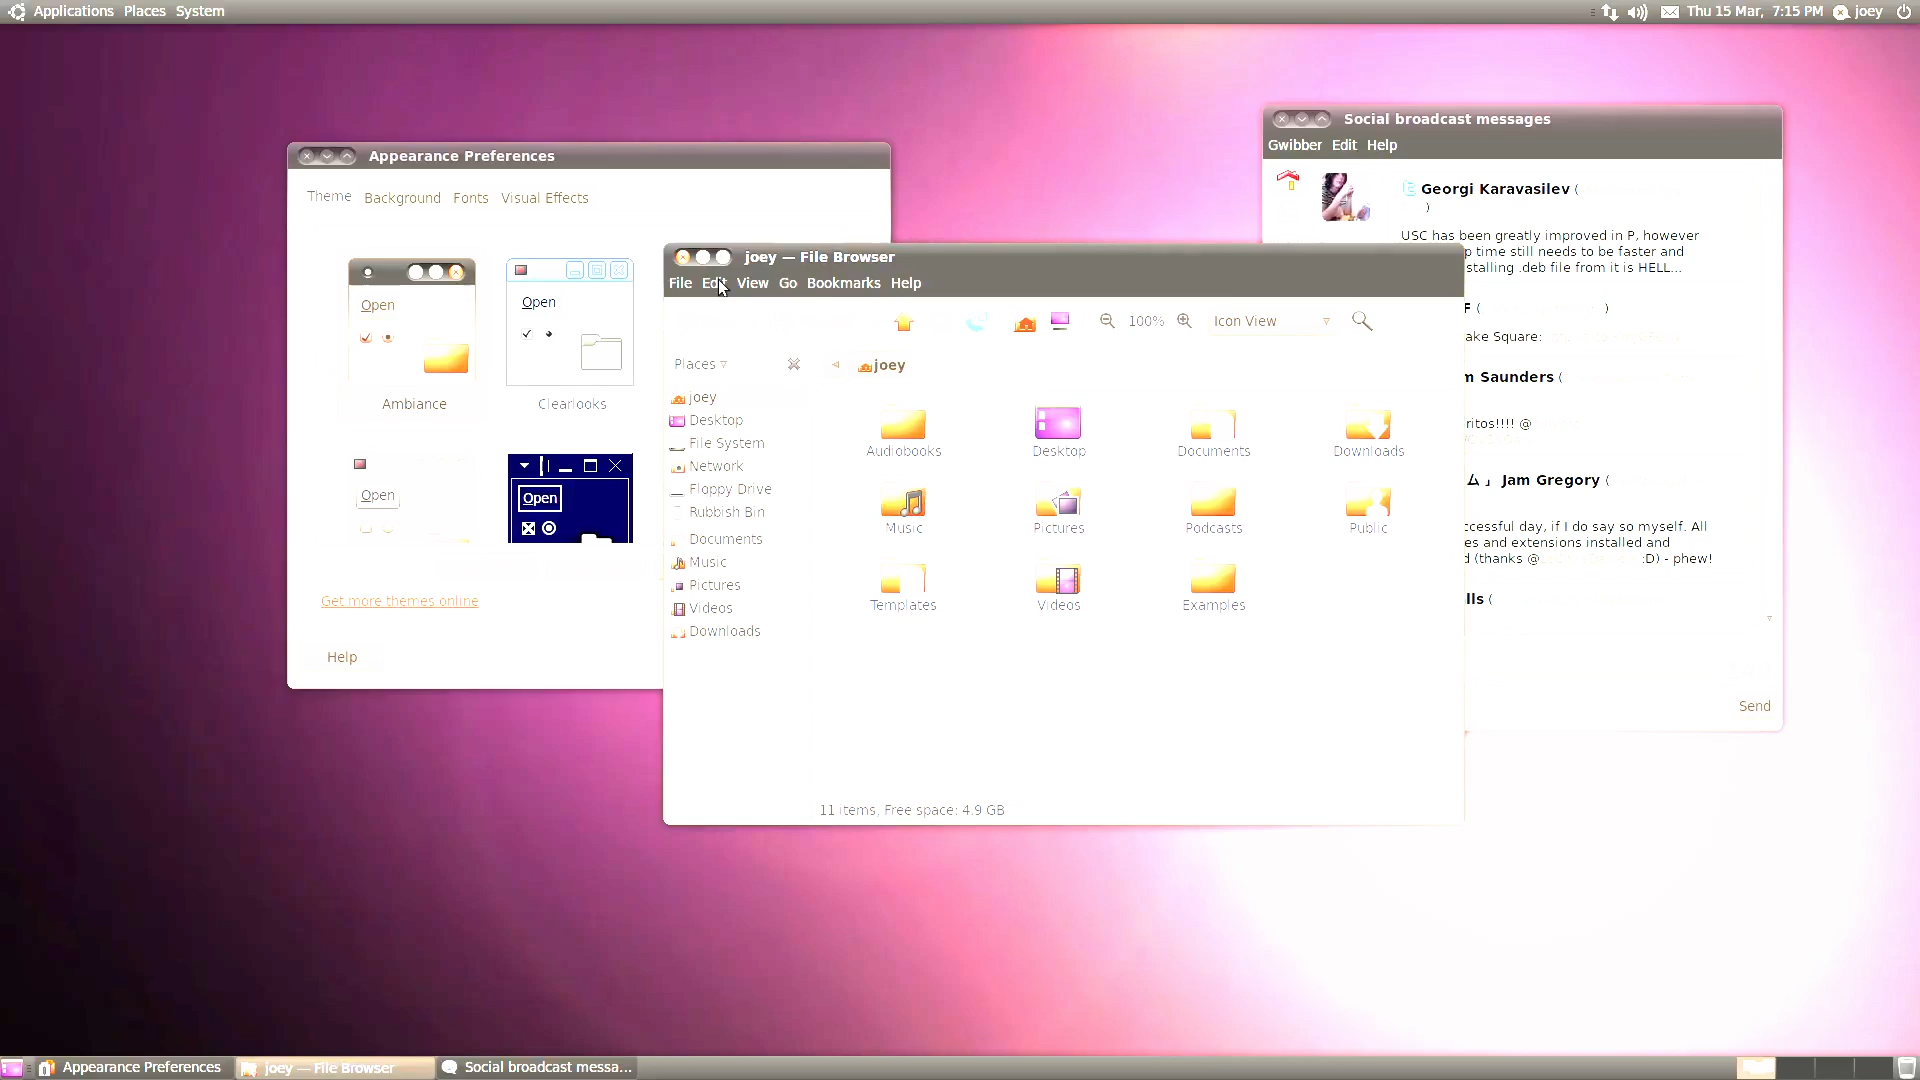 Applications Places System
Thu 15 Mar, 7:15 PM joey
Appearance Preferences
Theme Background Fonts Visual Effects
Open
Ambiance
Open
Clearlooks
Open
Open
Get more themes online
Help
joey — File Browser
File Edit View Go Bookmarks Help
100% Icon View
Places
joey
joey
Desktop
File System
Network
Floppy Drive
Rubbish Bin
Documents
Music
Pictures
Videos
Downloads
Audiobooks Desktop Documents Downloads
Music Pictures Podcasts Public
Templates Videos Examples
11 items, Free space: 4.9 GB
Social broadcast messages
Gwibber Edit Help
Georgi Karavasilev (
)
USC has been greatly improved in P, however
p time still needs to be faster and
stalling .deb file from it is HELL...
F ( )
ake Square:
m Saunders (
ritos!!!! @
ム」 Jam Gregory (
ccessful day, if I do say so myself. All
es and extensions installed and
d (thanks @ :D) - phew!
lls (
Send
Appearance Preferences
joey — File Browser
Social broadcast messa...